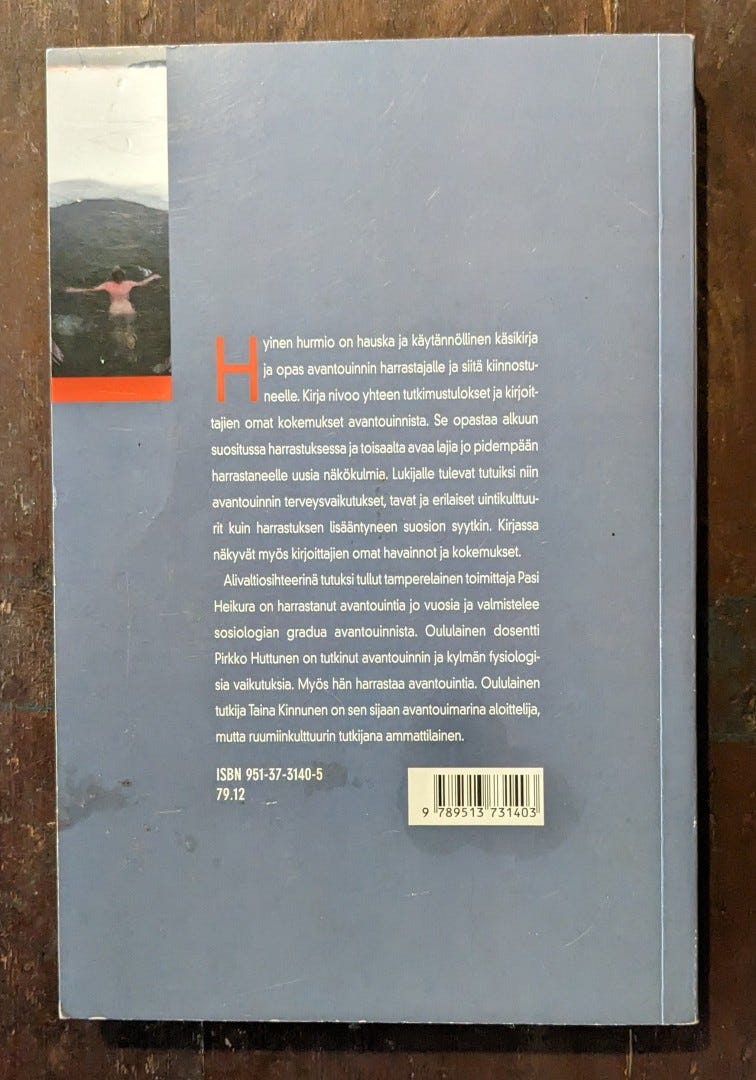 Hyinen hurmio on hauska ja käytännöllinen käsikirja
ja opas avantouinnin harrastajalle ja siitä kiinnostu-
neelle. Kirja nivoo yhteen tutkimustulokset ja kirjoit-
tajien omat kokemukset avantouinnista. Se opastaa alkuun
suositussa harrastuksessa ja toisaalta avaa lajia jo pidempään
harrastaneelle uusia näkökulmia. Lukijalle tulevat tutuiksi niin
avantouinnin terveysvaikutukset, tavat ja erilaiset uintikulttuu-
rit kuin harrastuksen lisääntyneen suosion syytkin. Kirjassa
näkyvät myös kirjoittajien omat havainnot ja kokemukset.
Alivaltiosihteerinä tutuksi tullut tamperelainen toimittaja Pasi
Heikura on harrastanut avantouintia jo vuosia ja valmistelee
sosiologian gradua avantouinnista. Oululainen dosentti
Pirkko Huttunen on tutkinut avantouinnin ja kylmän fysiologi-
sia vaikutuksia. Myös hän harrastaa avantouintia. Oululainen
tutkija Taina Kinnunen on sen sijaan avantouimarina aloittelija,
mutta ruumiinkulttuurin tutkijana ammattilainen.
ISBN 951-37-3140-5
79.12
9 789513 731403